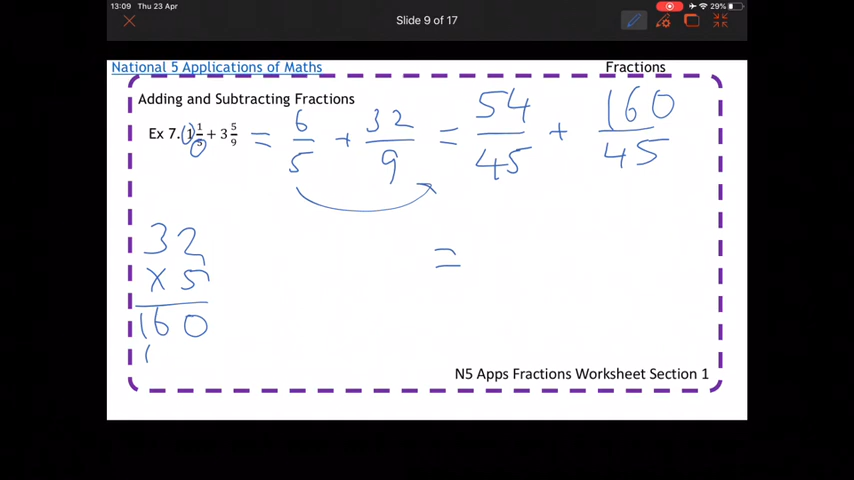 13:09 Thu 23 Apr 29%
Slide 9 of 17
National 5 Applications of Maths Fractions
Adding and Subtracting Fractions
Ex 7. 1 1/5 + 3 5/9 = 6/5 + 32/9 = 54/45 + 160/45
32
=
x 5
160
1
N5 Apps Fractions Worksheet Section 1